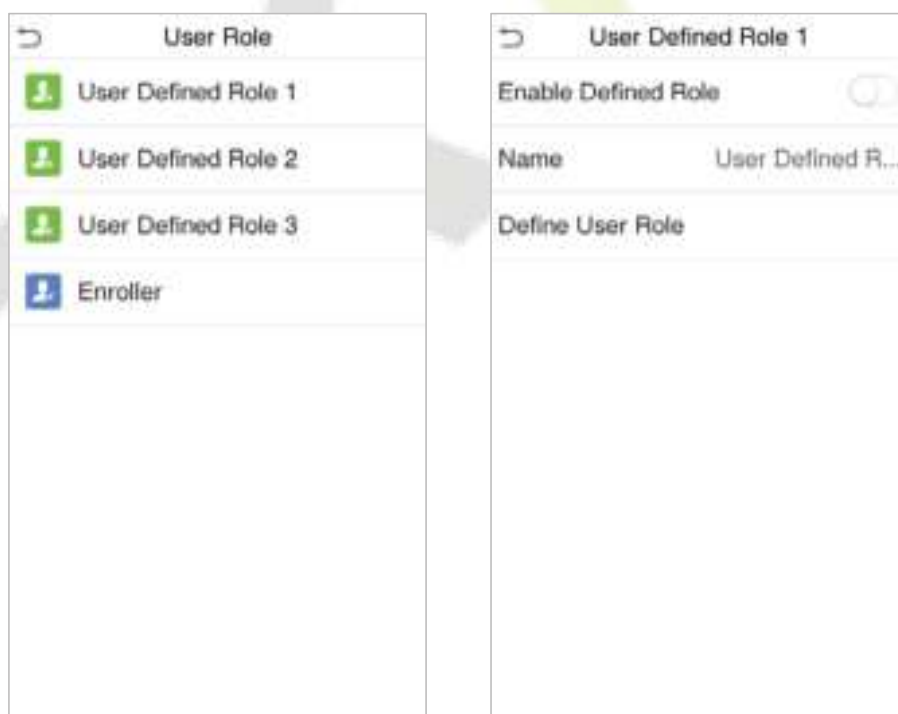 User Role
User Defined Role 1
User Defined Role 2
User Defined Role 3
Enroller
User Defined Role 1
Enable Defined Role
Name User Defined R...
Define User Role